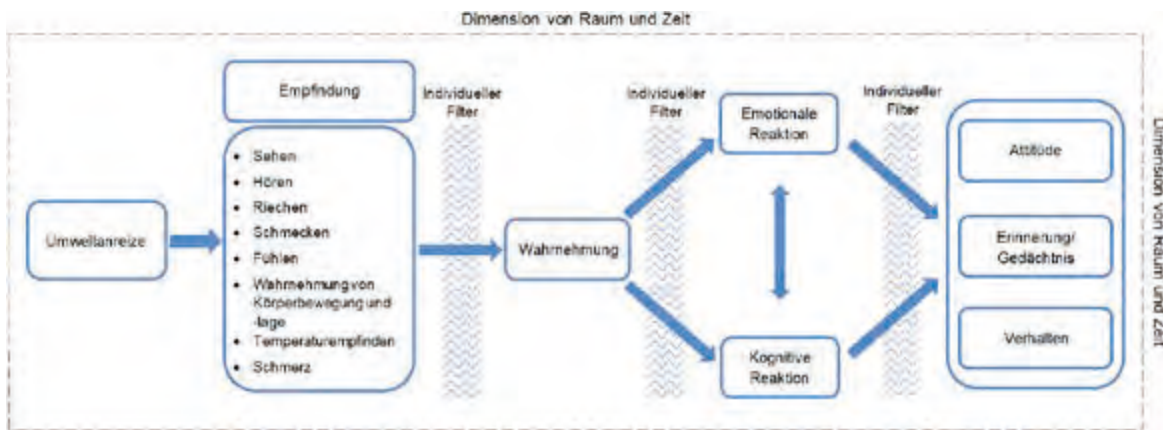 Dimension von Raum und Zeit
Umweltanreize
Empfindung
• Sehen
• Hören
• Riechen
• Schmecken
• Fühlen
• Wahrnehmung von
Körperbewegung und
-lage
• Temperaturempfinden
• Schmerz
Individueller
Filter
Wahrnehmung
Individueller
Filter
Emotionale
Reaktion
Kognitive
Reaktion
Individueller
Filter
Attitüde
Erinnerung/
Gedächtnis
Verhalten
Dimension von Raum und Zeit